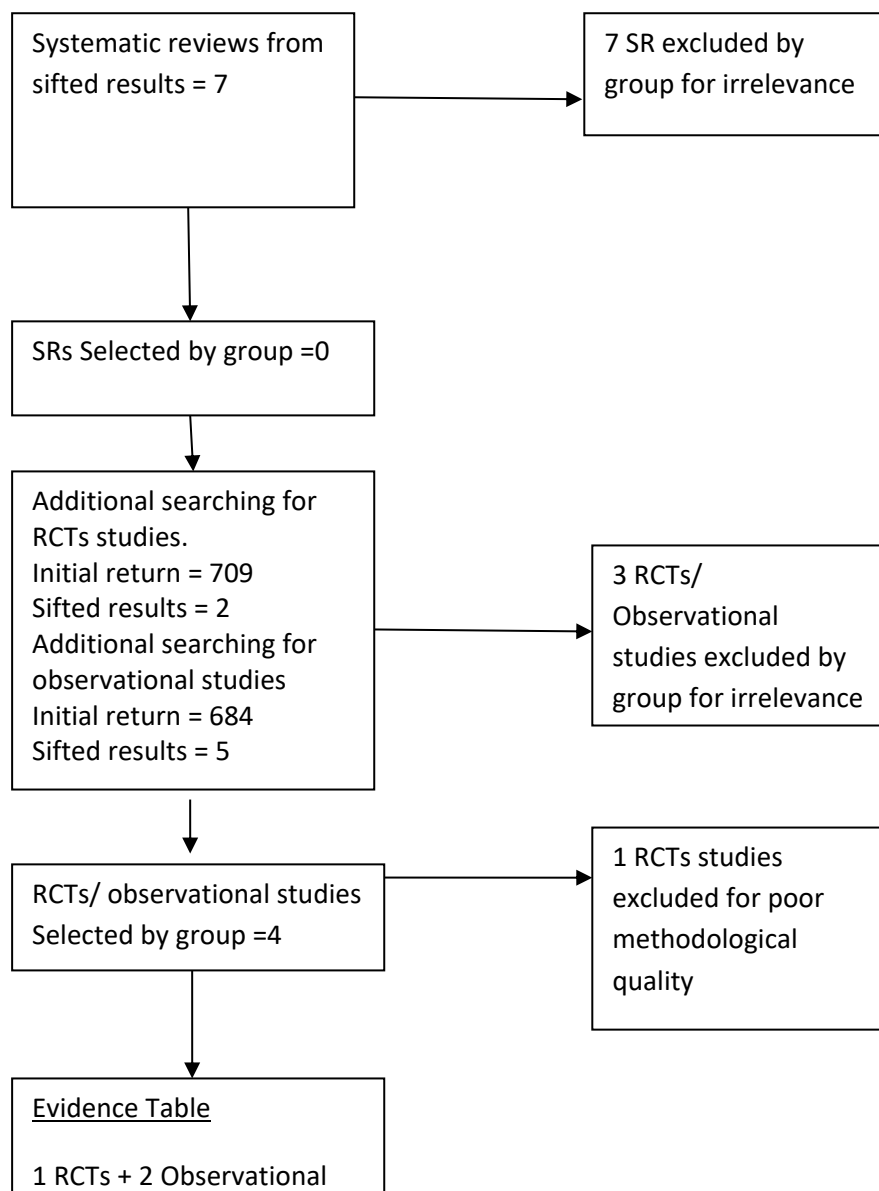 Systematic reviews from
sifted results = 7
7 SR excluded by
group for irrelevance
SRs Selected by group =0
Additional searching for
RCTs studies.
Initial return = 709
Sifted results = 2
Additional searching for
observational studies
Initial return = 684
Sifted results = 5
3 RCTs/
Observational
studies excluded by
group for irrelevance
RCTs/ observational studies
Selected by group =4
1 RCTs studies
excluded for poor
methodological
quality
Evidence Table
1 RCTs + 2 Observational